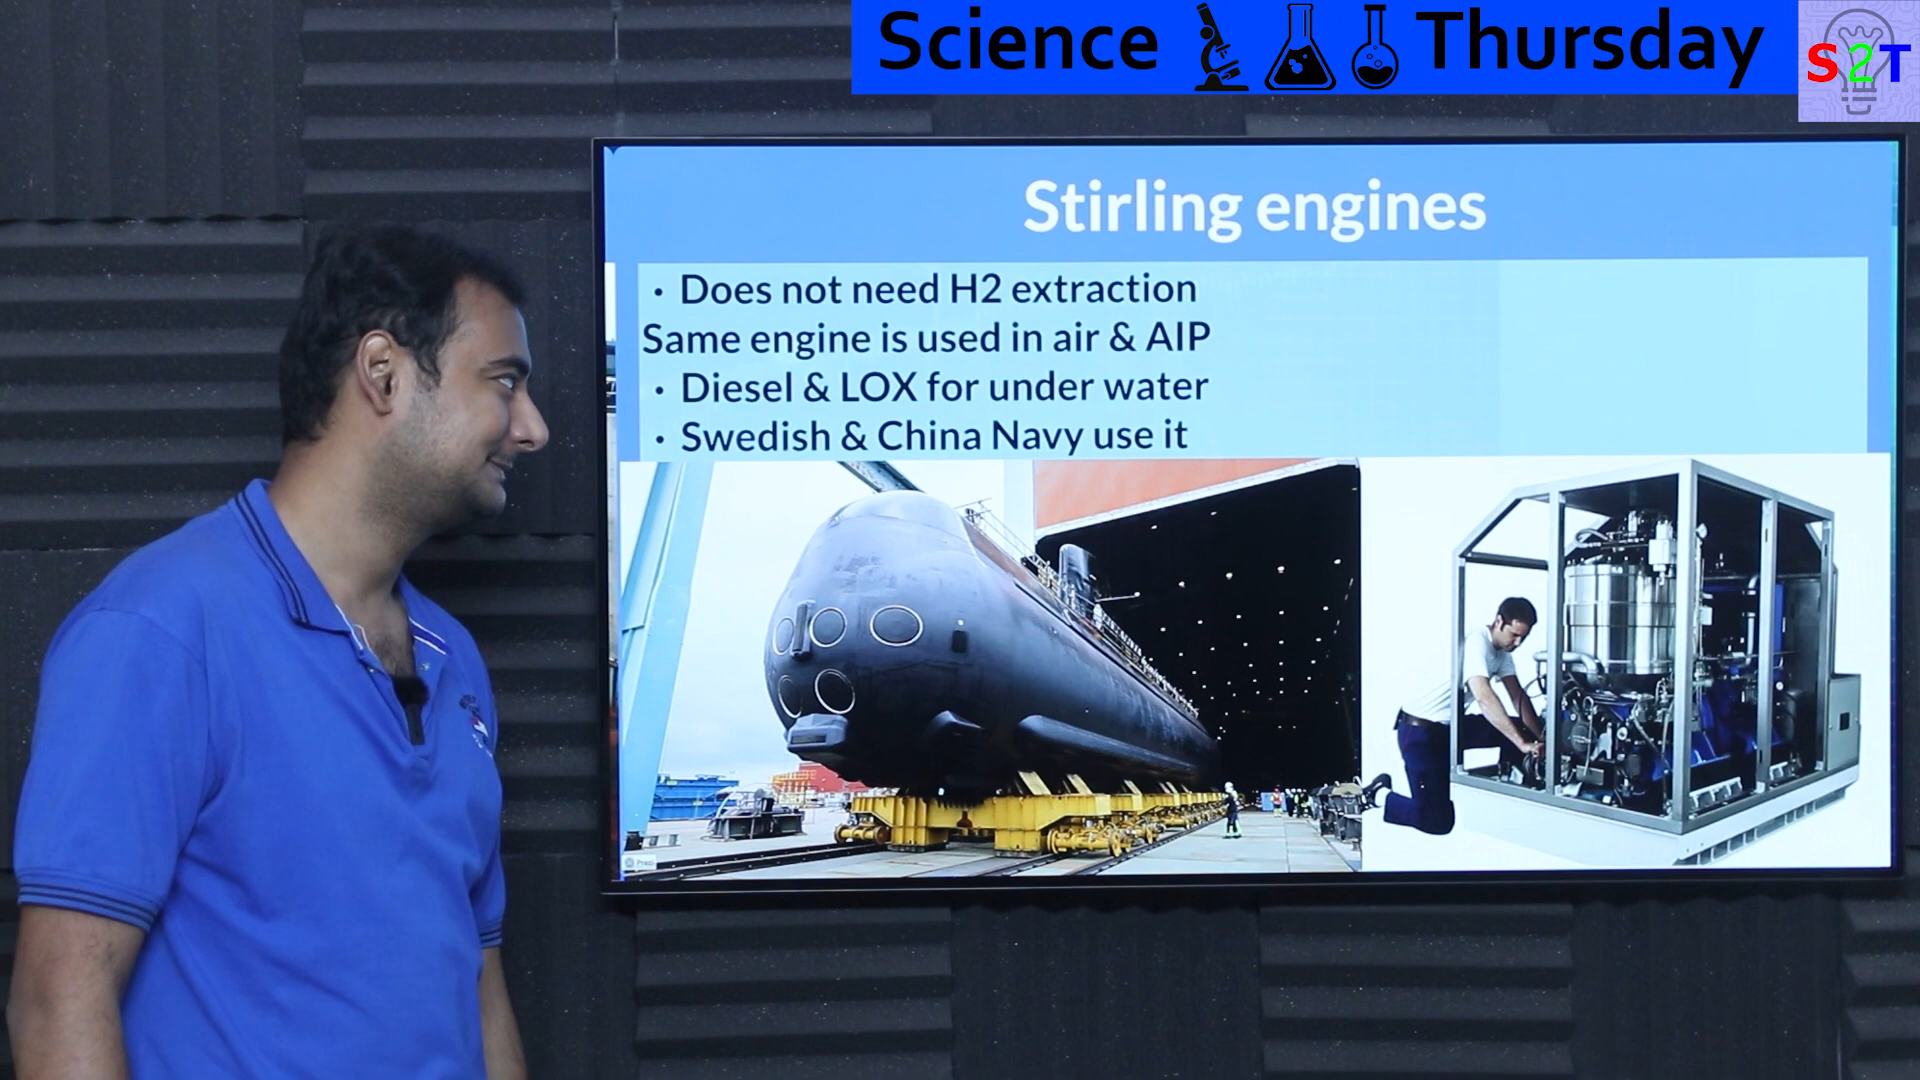 Science Thursday
S2T
Stirling engines
• Does not need H2 extraction
Same engine is used in air & AIP
• Diesel & LOX for under water
• Swedish & China Navy use it
Prezi